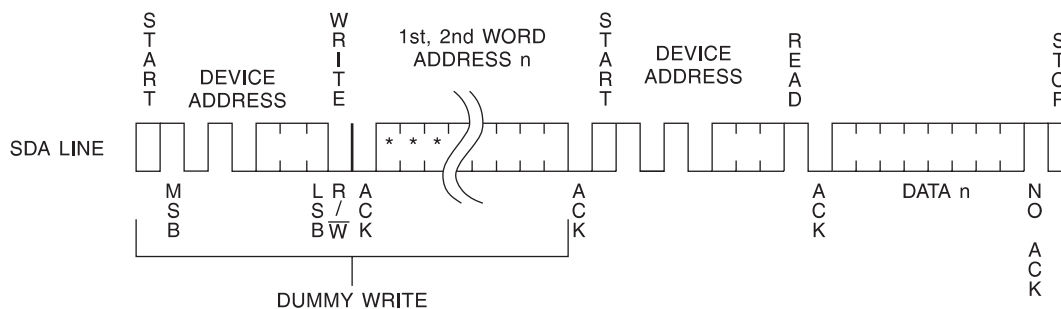 START
WRITE
1st, 2nd WORD
ADDRESS n
START
DEVICE
ADDRESS
READ
STOP
DEVICE
ADDRESS
SDA LINE
* * *
MSB
LSB
R/W
ACK
ACK
ACK
DATA n
NO ACK
DUMMY WRITE